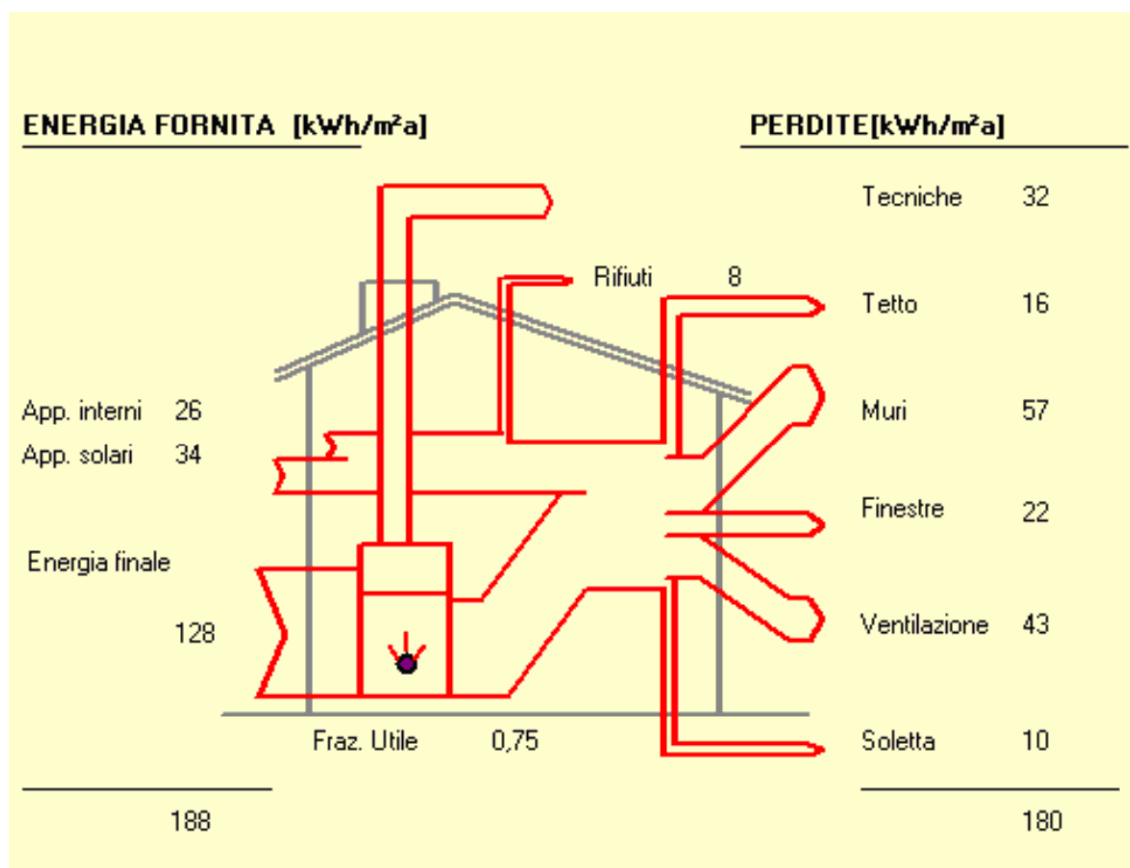 ENERGIA FORNITA [kWh/m²a]
PERDITE[kWh/m²a]
Tecniche 32
Rifiuti 8
Tetto 16
App. interni 26
Muri 57
App. solari 34
Finestre 22
Energia finale
128
Ventilazione 43
Fraz. Utile 0,75
Soletta 10
188
180